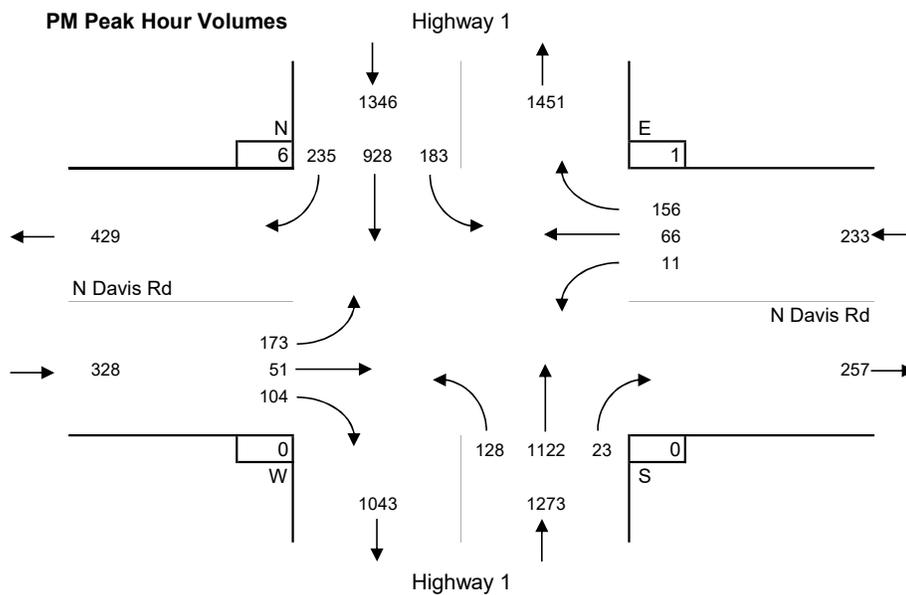 PM Peak Hour Volumes
Highway 1
1346 1451
N E
6 235 928 183 1
156
429 66 233
11
N Davis Rd
N Davis Rd
173
328 51 257
104
0 128 1122 23 0
W S
1043 1273
Highway 1